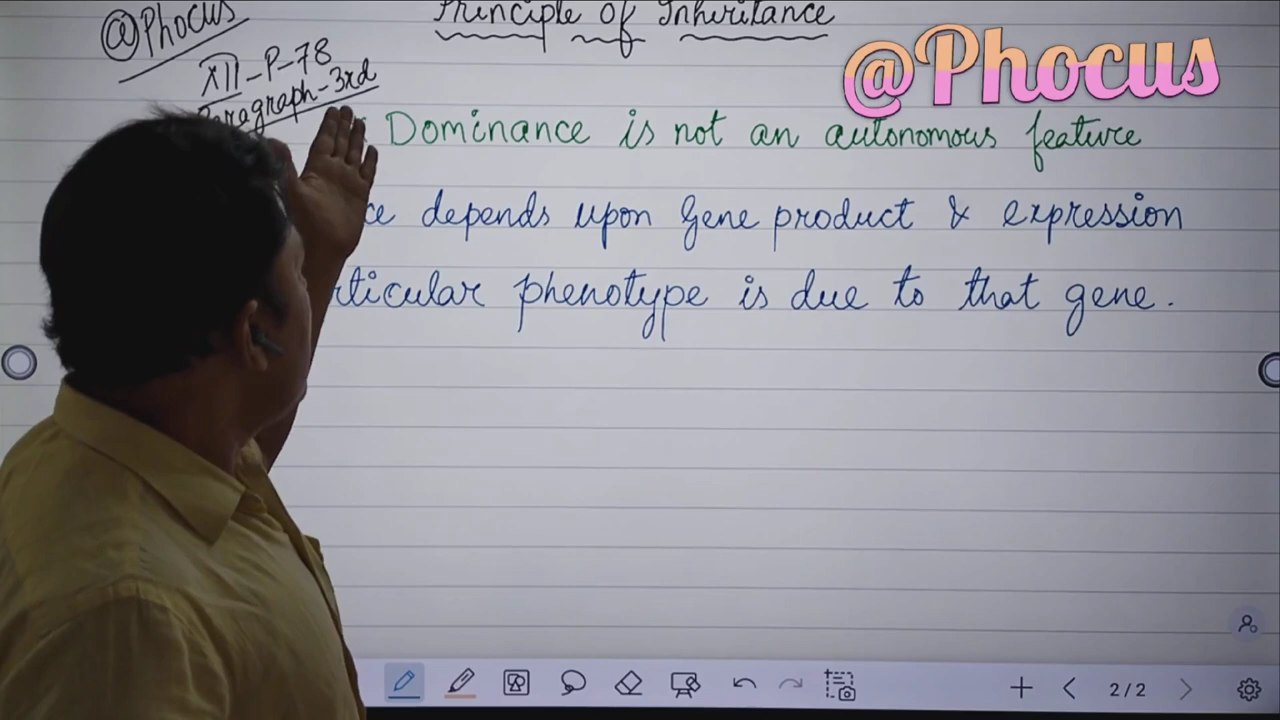 @Phocus
Principle of Inheritance
@Phocus
XII-P-78
Paragraph-3rd
Dominance is not an autonomous feature
depends upon Gene product & expression
phenotype is due to that gene.
2/2